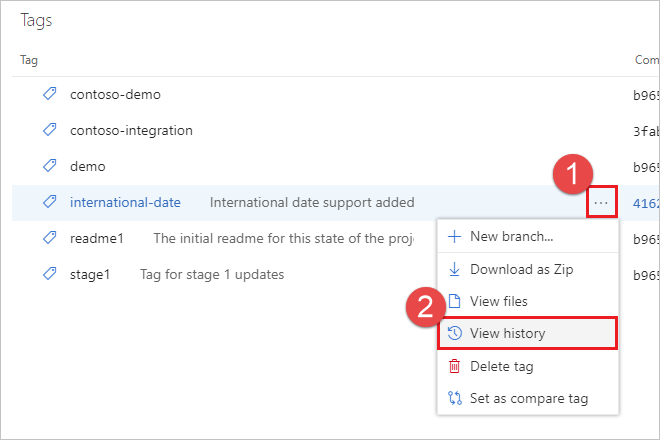 Tags
Tag Com
contoso-demo b965
contoso-integration 3fab
demo b965
1
international-date International date support added ... 4162
readme1 The initial readme for this state of the proj b965
New branch...
stage1 Tag for stage 1 updates b965
Download as Zip
2
View files
View history
Delete tag
Set as compare tag